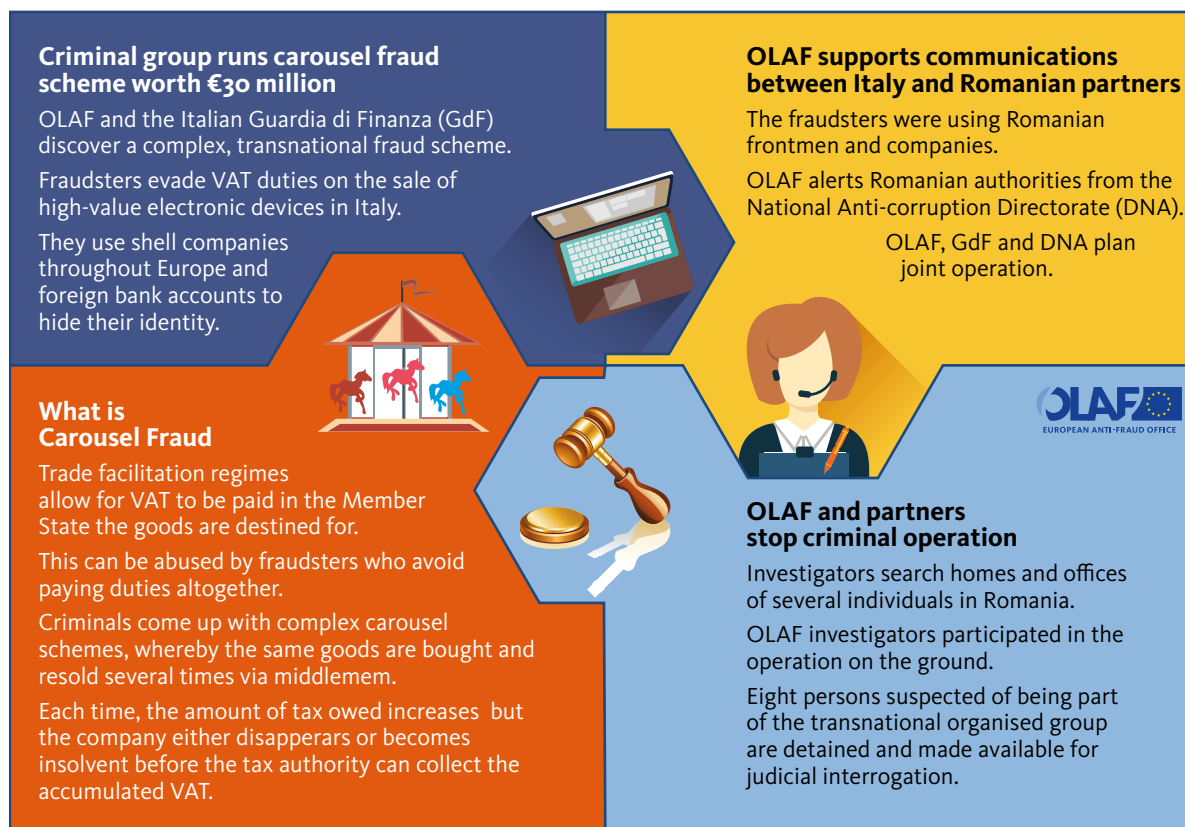 Criminal group runs carousel fraud
scheme worth €30 million
OLAF and the Italian Guardia di Finanza (GdF)
discover a complex, transnational fraud scheme.
Fraudsters evade VAT duties on the sale of
high-value electronic devices in Italy.
They use shell companies
throughout Europe and
foreign bank accounts to
hide their identity.
OLAF supports communications
between Italy and Romanian partners
The fraudsters were using Romanian
frontmen and companies.
OLAF alerts Romanian authorities from the
National Anti-corruption Directorate (DNA).
OLAF, GdF and DNA plan
joint operation.
What is
Carousel Fraud
Trade facilitation regimes
allow for VAT to be paid in the Member
State the goods are destined for.
This can be abused by fraudsters who avoid
paying duties altogether.
Criminals come up with complex carousel
schemes, whereby the same goods are bought and
resold several times via middlemem.
Each time, the amount of tax owed increases  but
the company either disapperars or becomes
insolvent before the tax authority can collect the
accumulated VAT.
OLAF
EUROPEAN ANTI-FRAUD OFFICE
OLAF and partners
stop criminal operation
Investigators search homes and offices
of several individuals in Romania.
OLAF investigators participated in the
operation on the ground.
Eight persons suspected of being part
of the transnational organised group
are detained and made available for
judicial interrogation.